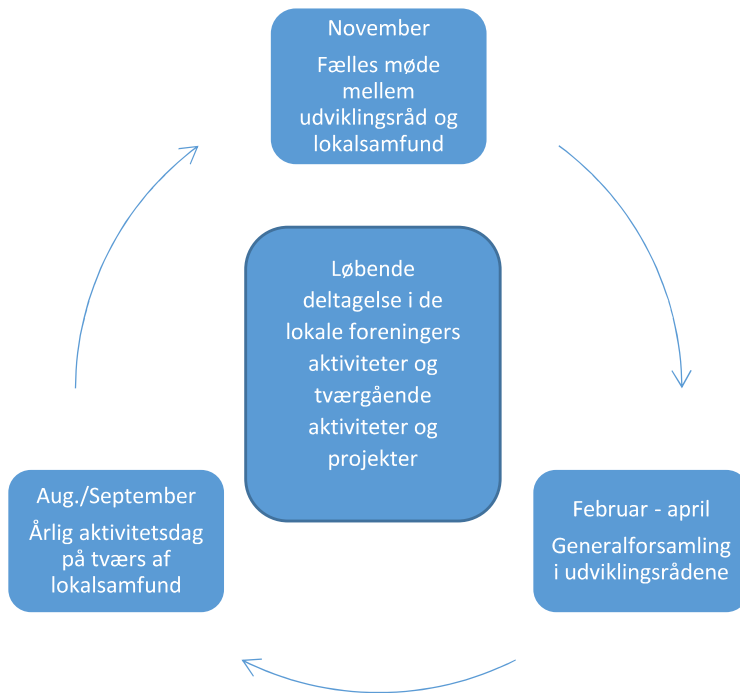 November
Fælles møde
mellem
udviklingsråd og
lokalsamfund
Løbende
deltagelse i de
lokale foreningers
aktiviteter og
tværgående
aktiviteter og
projekter
Aug./September
Årlig aktivitetsdag
på tværs af
lokalsamfund
Februar - april
Generalforsamling
i udviklingsrådene